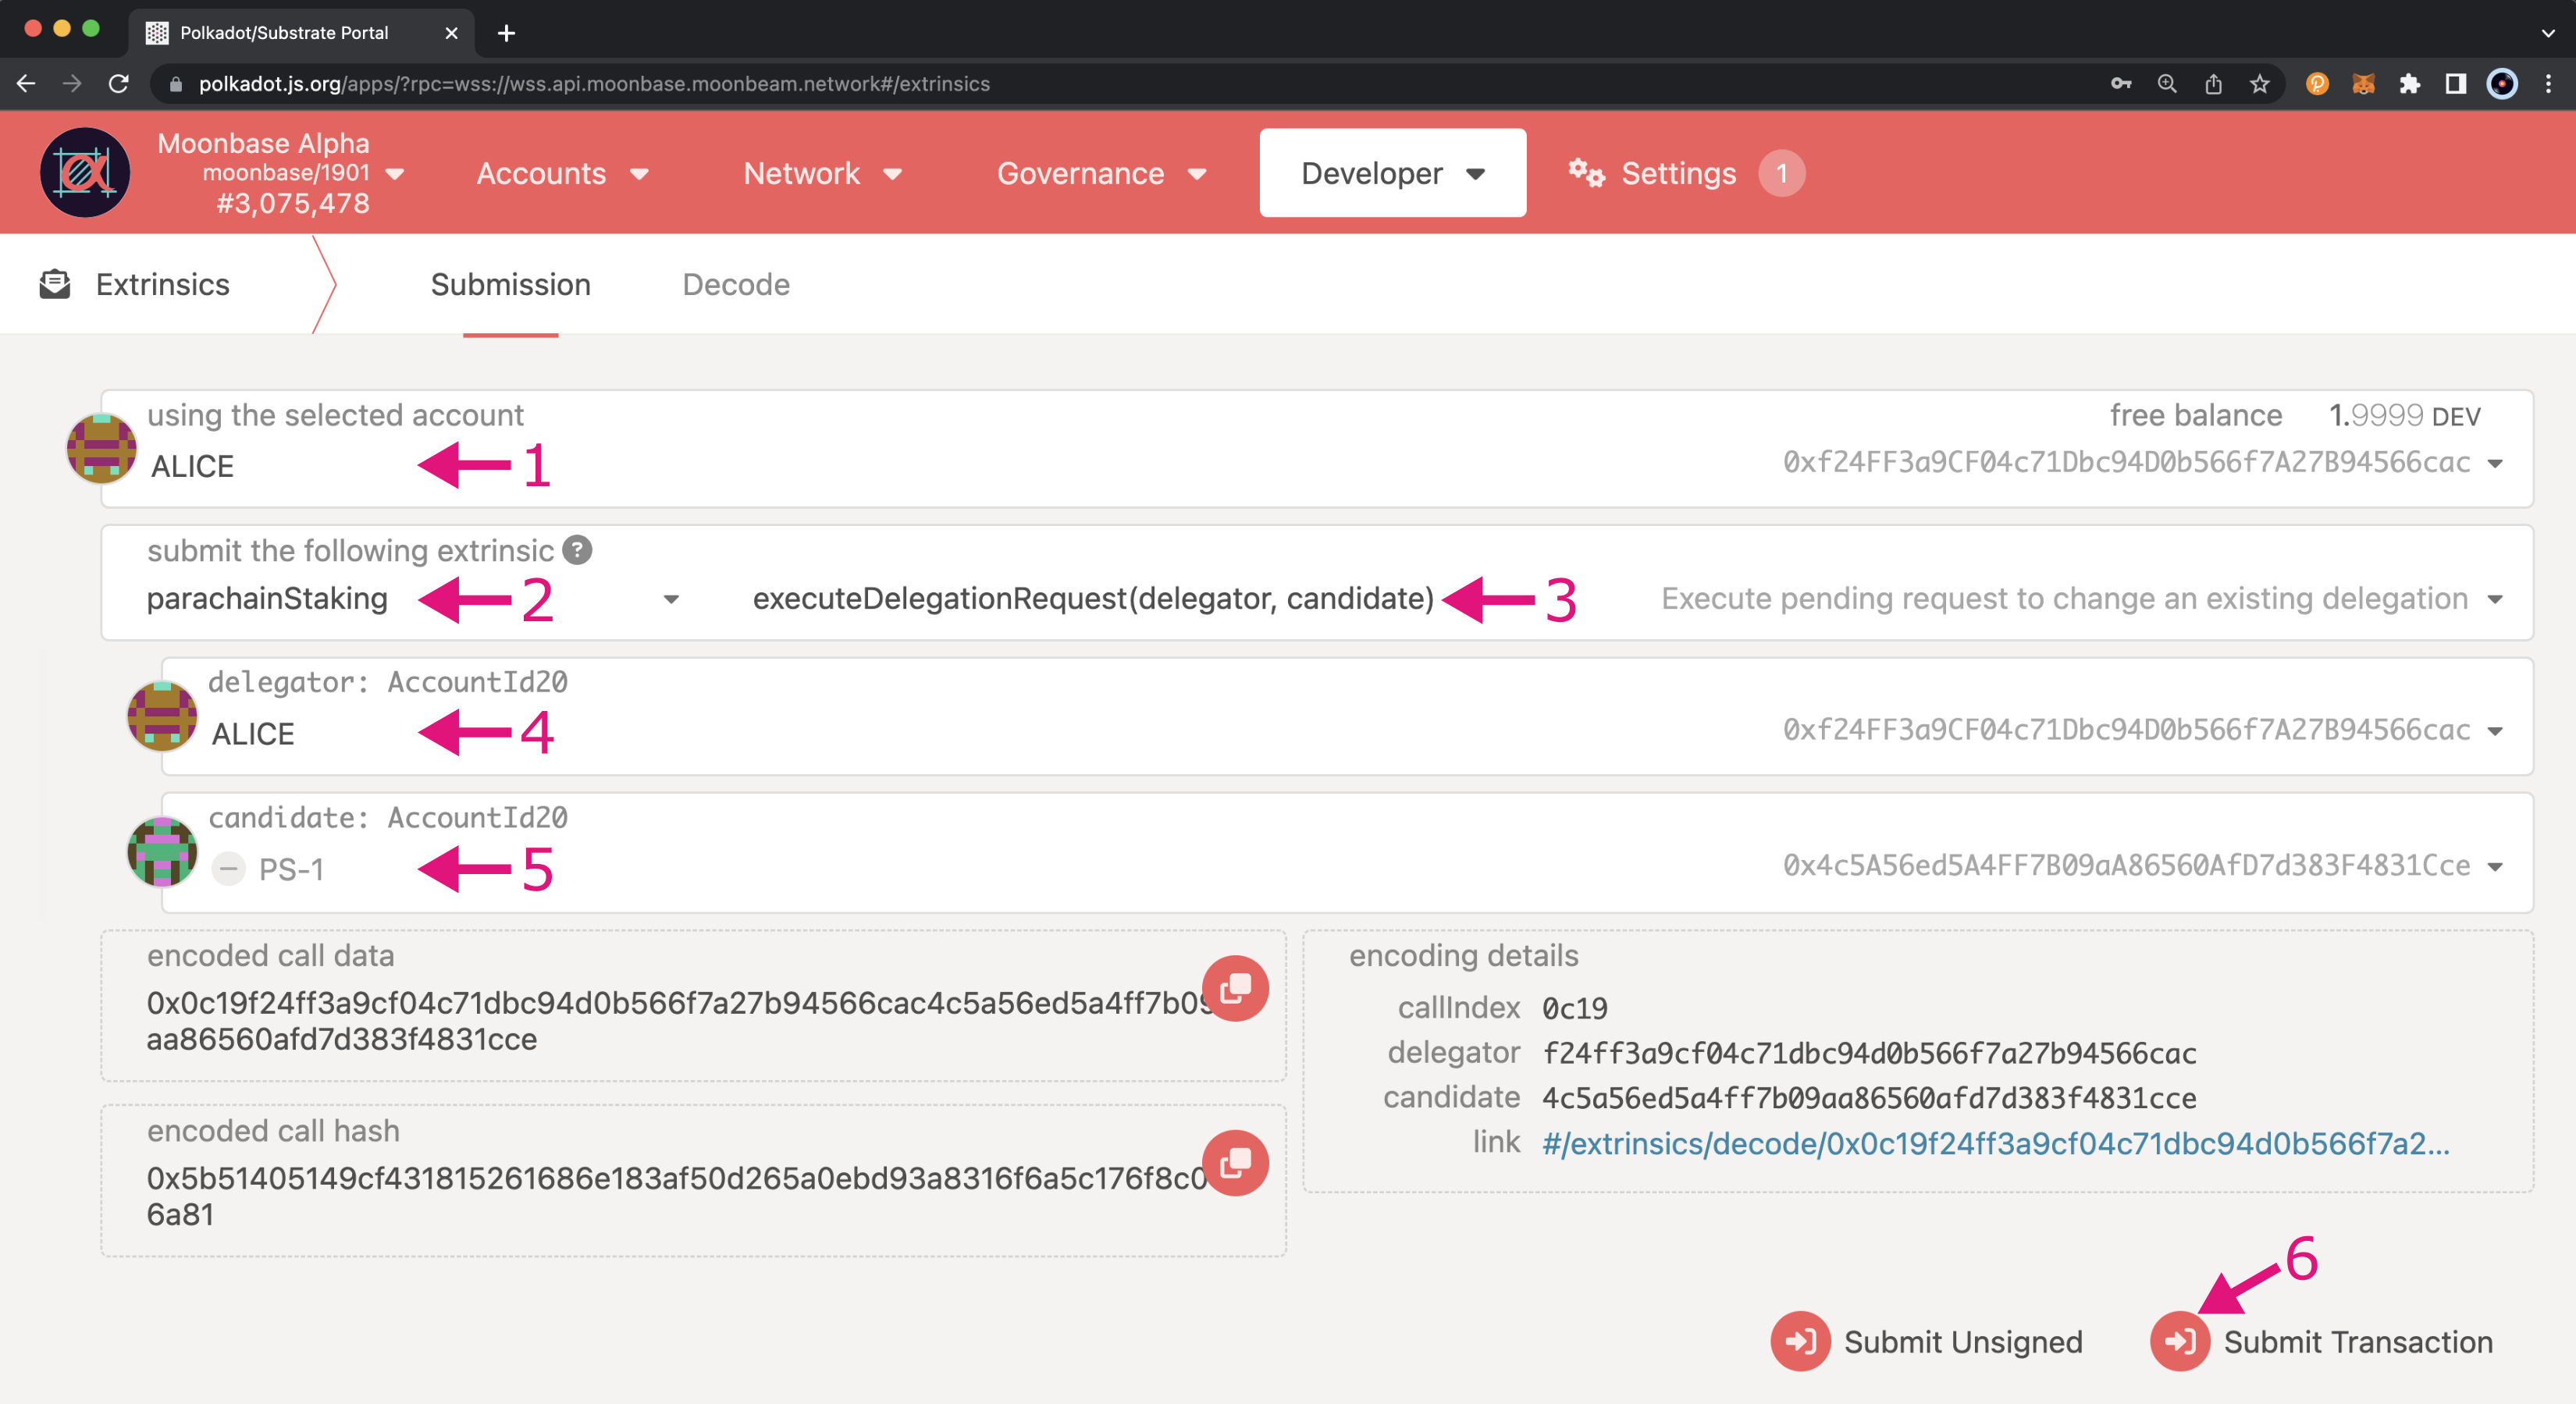 Polkadot/Substrate Portal
polkadot.js.org/apps/?rpc=wss://wss.api.moonbase.moonbeam.network#/extrinsics
Moonbase Alpha
moonbase/1901
#3,075,478
Accounts
Network
Governance
Developer
Settings
1
Extrinsics
Submission
Decode
using the selected account
free balance 1.9999 DEV
ALICE
1
0xf24FF3a9CF04c71Dbc94D0b566f7A27B94566cac
submit the following extrinsic ?
parachainStaking
2
executeDelegationRequest(delegator, candidate)
3
Execute pending request to change an existing delegation
delegator: AccountId20
ALICE
4
0xf24FF3a9CF04c71Dbc94D0b566f7A27B94566cac
candidate: AccountId20
PS-1
5
0x4c5A56ed5A4FF7B09aA86560AfD7d383F4831Cce
encoded call data
0x0c19f24ff3a9cf04c71dbc94d0b566f7a27b94566cac4c5a56ed5a4ff7b09
aa86560afd7d383f4831cce
encoding details
callIndex 0c19
delegator f24ff3a9cf04c71dbc94d0b566f7a27b94566cac
candidate 4c5a56ed5a4ff7b09aa86560afd7d383f4831cce
link #/extrinsics/decode/0x0c19f24ff3a9cf04c71dbc94d0b566f7a2...
encoded call hash
0x5b51405149cf431815261686e183af50d265a0ebd93a8316f6a5c176f8c0
6a81
6
Submit Unsigned
Submit Transaction